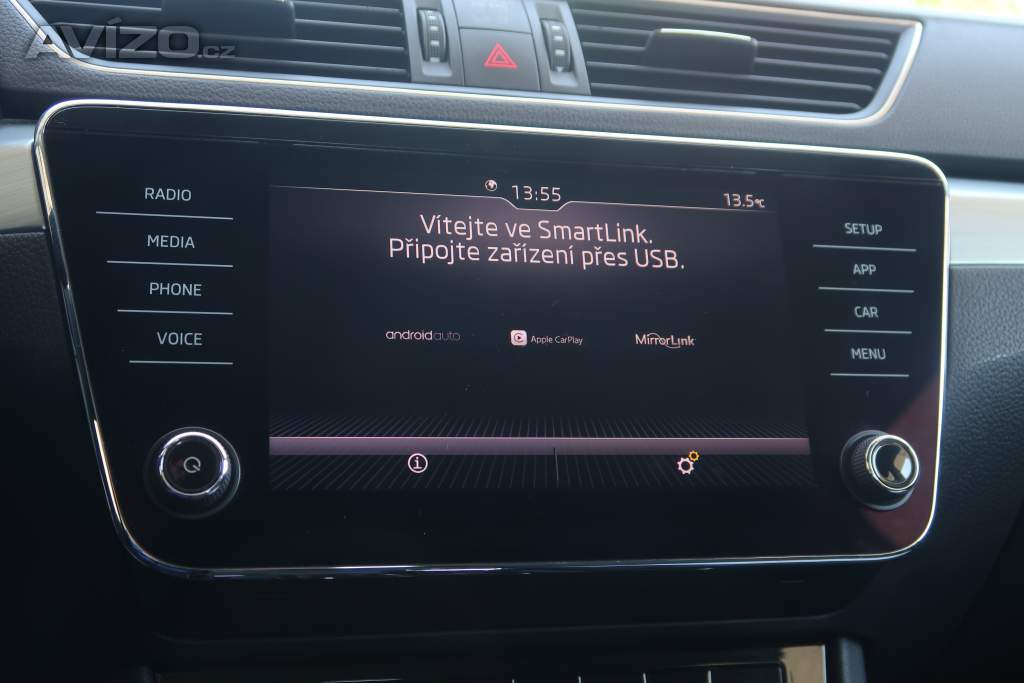 AVÍZO.cz
13:55
13.5°C
Vítejte ve SmartLink.
Připojte zařízení přes USB.
androidauto
Apple CarPlay
MirrorLink
RADIO
MEDIA
PHONE
VOICE
SETUP
APP
CAR
MENU